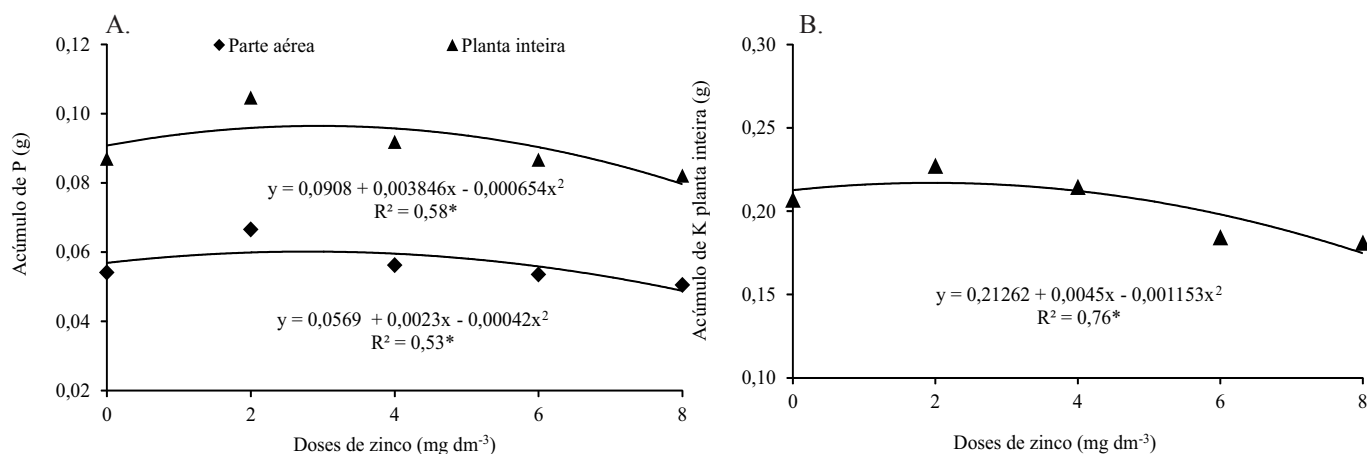 A.
Acúmulo de P (g)
0,12
0,10
0,08
0,06
0,04
0,02
Parte aérea
Planta inteira
y = 0,0908 + 0,003846x - 0,000654x²
R² = 0,58*
y = 0,0569 + 0,0023x - 0,00042x²
R² = 0,53*
0 2 4 6 8
Doses de zinco (mg dm⁻³)
B.
Acúmulo de K planta inteira (g)
0,30
0,25
0,20
0,15
0,10
y = 0,21262 + 0,0045x - 0,001153x²
R² = 0,76*
0 2 4 6 8
Doses de zinco (mg dm⁻³)